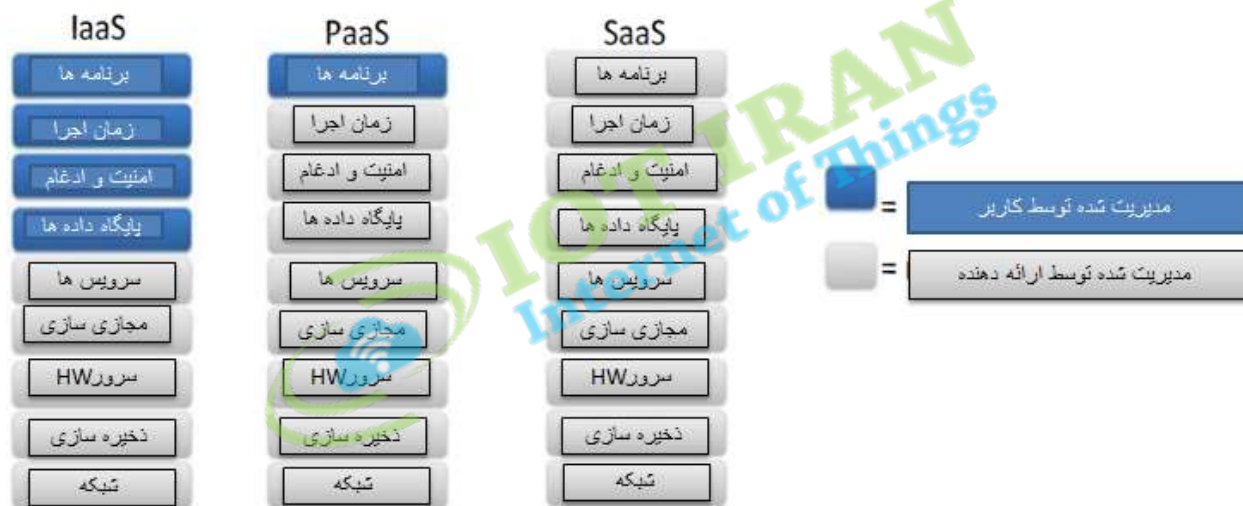 IaaS
برنامه ها
زمان اجرا
امنیت و ادغام
پایگاه داده ها
سرویس ها
مجازی سازی
سرورHW
ذخیره سازی
شبکه
PaaS
برنامه ها
زمان اجرا
امنیت و ادغام
پایگاه داده ها
سرویس ها
مجازی سازی
سرورHW
ذخیره سازی
شبکه
SaaS
برنامه ها
زمان اجرا
امنیت و ادغام
پایگاه داده ها
سرویس ها
مجازی سازی
سرورHW
ذخیره سازی
شبکه
= مدیریت شده توسط کاربر
= مدیریت شده توسط ارائه دهنده
IOT IRAN
Internet of Things